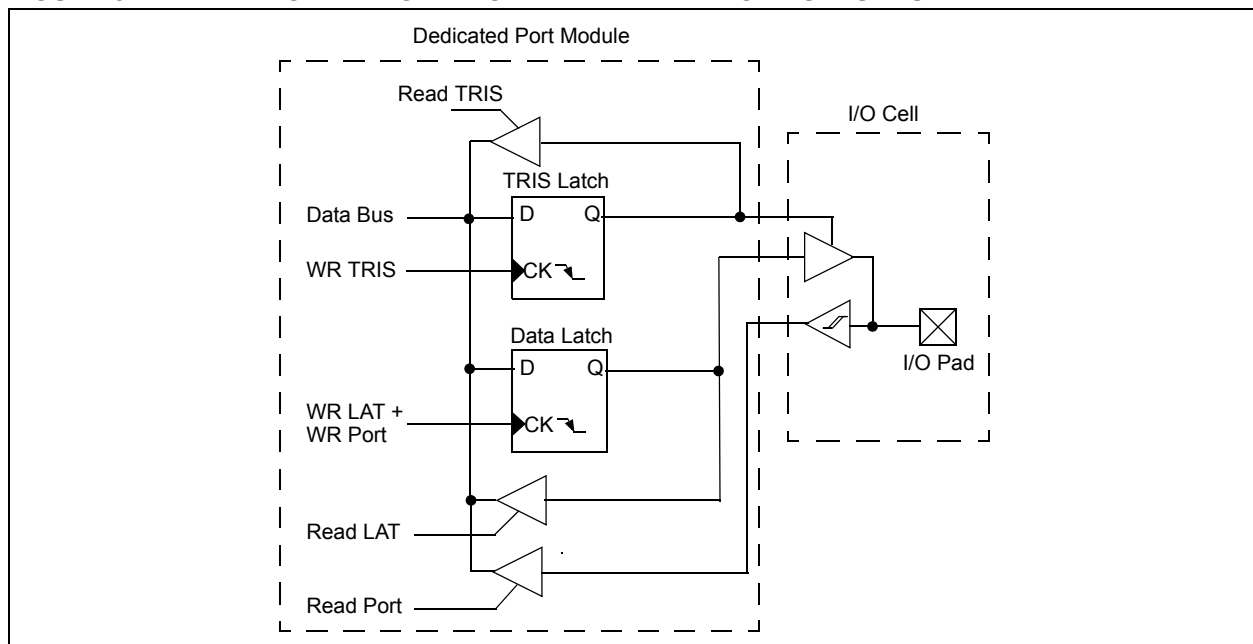 Dedicated Port Module
Read TRIS
I/O Cell
TRIS Latch
Data Bus
D
Q
WR TRIS
CK
Data Latch
D
Q
I/O Pad
WR LAT +
WR Port
CK
Read LAT
Read Port